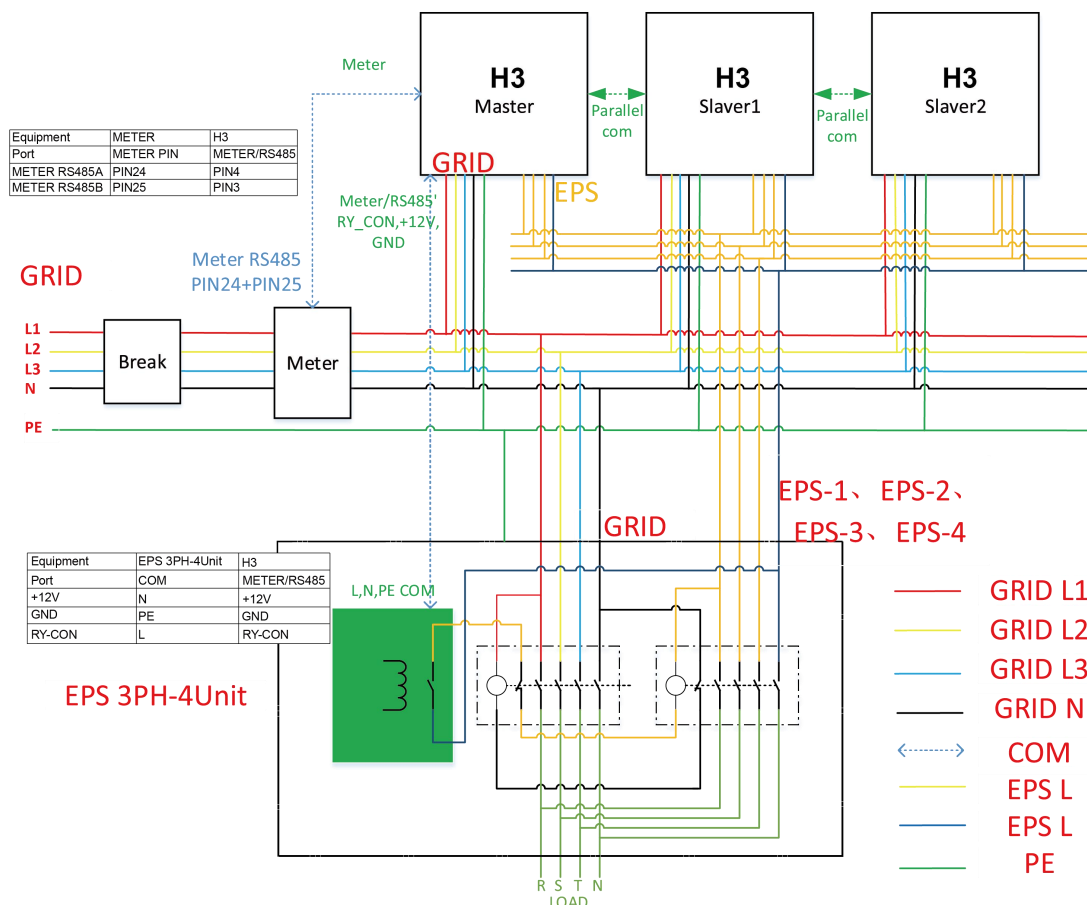 H3
Master
H3
Slaver1
H3
Slaver2
Meter
Parallel
com
Parallel
com
Equipment METER H3
Port METER PIN METER/RS485
METER RS485A PIN24 PIN4
METER RS485B PIN25 PIN3
GRID
EPS
Meter/RS485'
RY_CON,+12V,
GND
Meter RS485
PIN24+PIN25
GRID
L1
L2
L3
N
PE
Break
Meter
EPS-1、 EPS-2、
EPS-3、 EPS-4
GRID
Equipment EPS 3PH-4Unit H3
Port COM METER/RS485
+12V N +12V
GND PE GND
RY-CON L RY-CON
L,N,PE COM
EPS 3PH-4Unit
GRID L1
GRID L2
GRID L3
GRID N
COM
EPS L
EPS L
PE
R S T N
LOAD